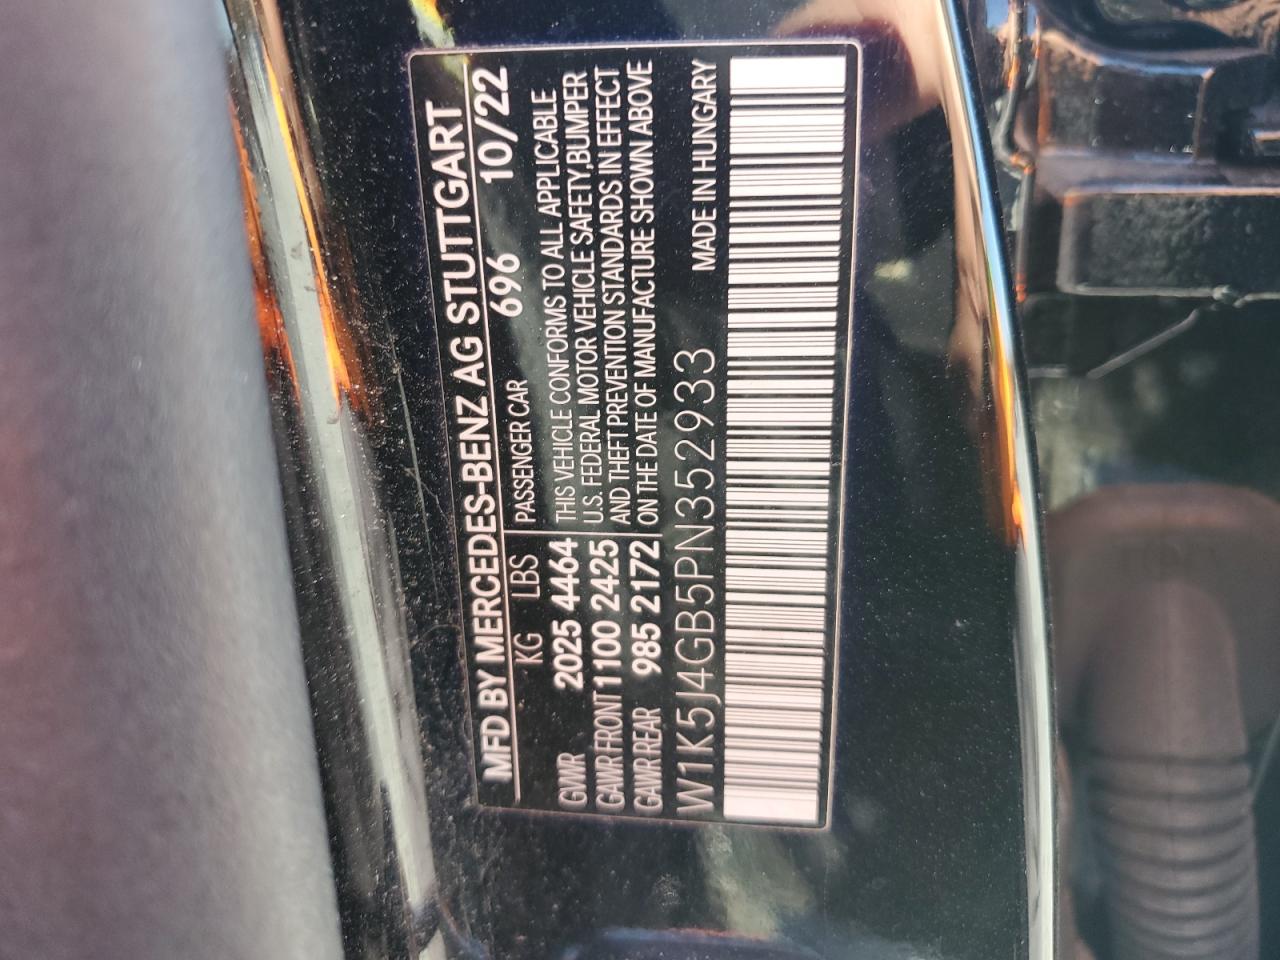 MFD BY MERCEDES-BENZ AG STUTTGART
696 10/22
KG LBS PASSENGER CAR
GVWR 2025 4464 THIS VEHICLE CONFORMS TO ALL APPLICABLE
GAWR FRONT 1100 2425 U.S. FEDERAL MOTOR VEHICLE SAFETY,BUMPER
AND THEFT PREVENTION STANDARDS IN EFFECT
GAWR REAR 985 2172 ON THE DATE OF MANUFACTURE SHOWN ABOVE
W1K5J4GB5PN352933 MADE IN HUNGARY